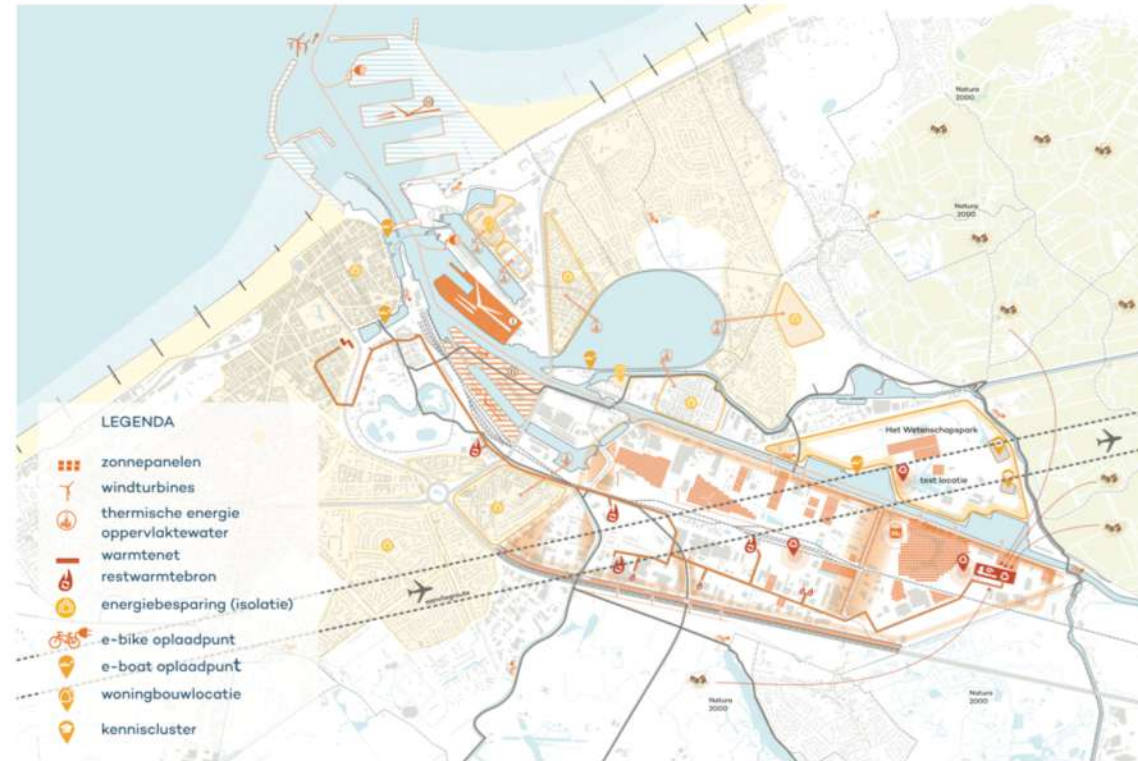 Natura
2000
Natura
2000
Het Wetenschapspark
test locatie
LEGENDA
zonnepanelen
windturbines
thermische energie
oppervlaktewater
warmtenet
restwarmtebron
energiebesparing (isolatie)
e-bike oplaadpunt
e-boat oplaadpunt
woningbouwlocatie
kenniscluster
Natura
2000
Natura
2000